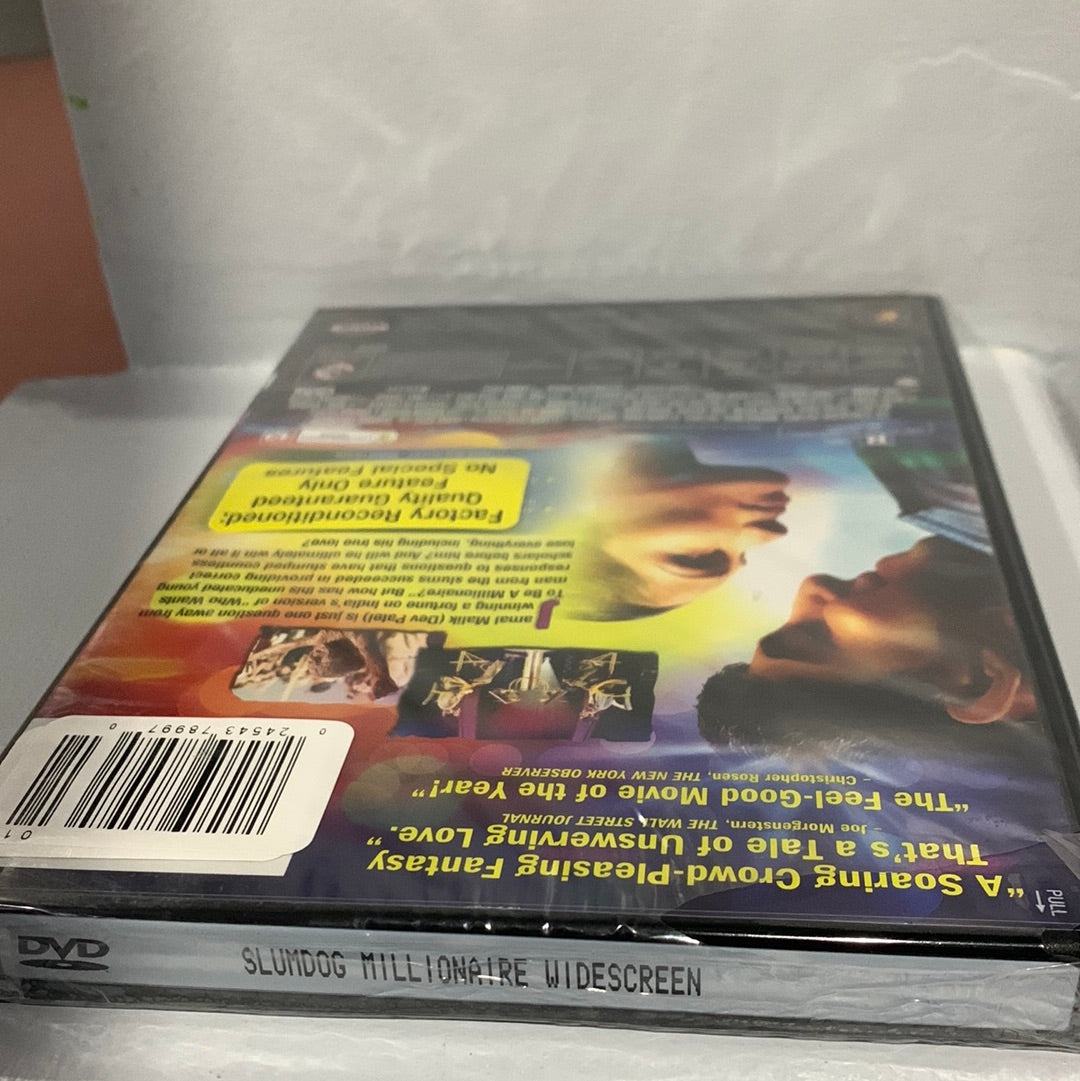 "A Soaring Crowd-Pleasing Fantasy
That's a Tale of Unswerving Love."
– Joe Morgenstern, THE WALL STREET JOURNAL
"The Feel-Good Movie of the Year!"
– Christopher Rosen, THE NEW YORK OBSERVER
Jamal Malik (Dev Patel) is just one question away from
winning a fortune on India's version of "Who Wants
To Be A Millionaire?" But how has this uneducated young
man from the slums succeeded in providing correct
responses to questions that have stumped countless
scholars before him? And will he ultimately win it all or
lose everything, including his true love?
Factory Reconditioned;
Quality Guaranteed
Feature Only
No Special Features
0 24543 78997 0
01
PULL
DVD
SLUMDOG MILLIONAIRE WIDESCREEN